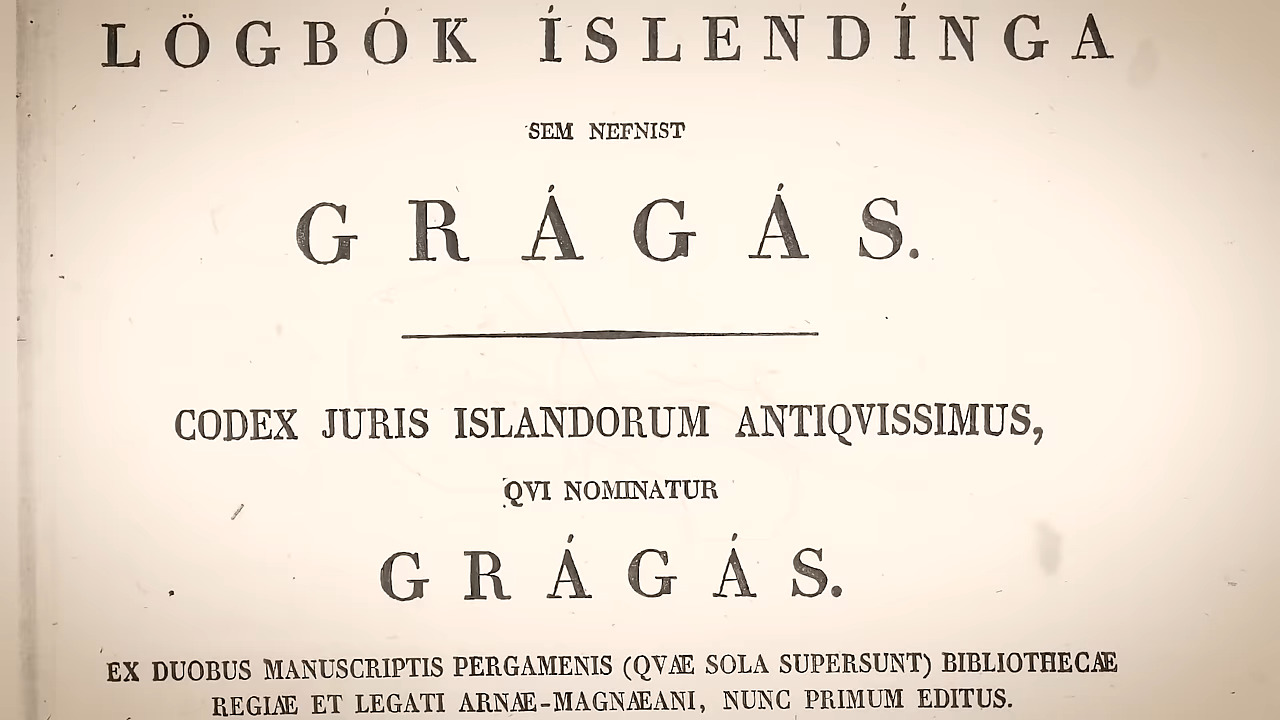 LÖGBÓK ÍSLENDÍNGA
SEM NEFNIST
GRÁGÁS.
CODEX JURIS ISLANDORUM ANTIQVISSIMUS,
QVI NOMINATUR
GRÁGÁS.
EX DUOBUS MANUSCRIPTIS PERGAMENIS (QVÆ SOLA SUPERSUNT) BIBLIOTHECÆ
REGIÆ ET LEGATI ARNÆ-MAGNÆANI, NUNC PRIMUM EDITUS.